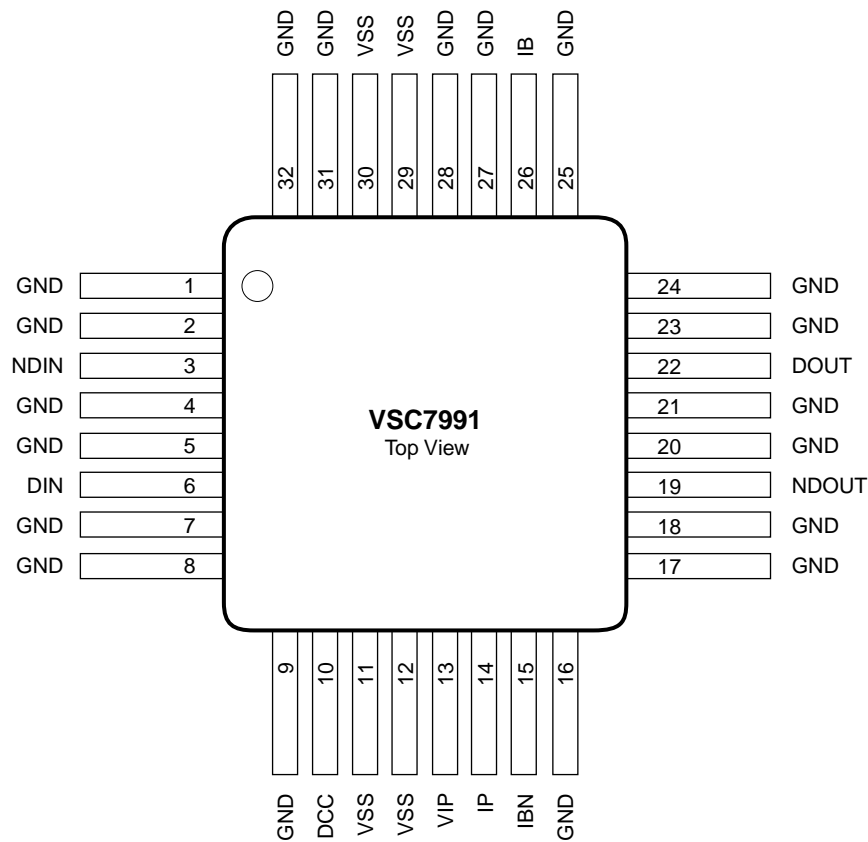 GND GND VSS VSS GND GND IB GND
32 31 30 29 28 27 26 25
GND 1 24 GND
GND 2 23 GND
NDIN 3 22 DOUT
GND 4 21 GND
VSC7991
Top View
GND 5 20 GND
DIN 6 19 NDOUT
GND 7 18 GND
GND 8 17 GND
9 10 11 12 13 14 15 16
GND DCC VSS VSS VIP IP IBN GND